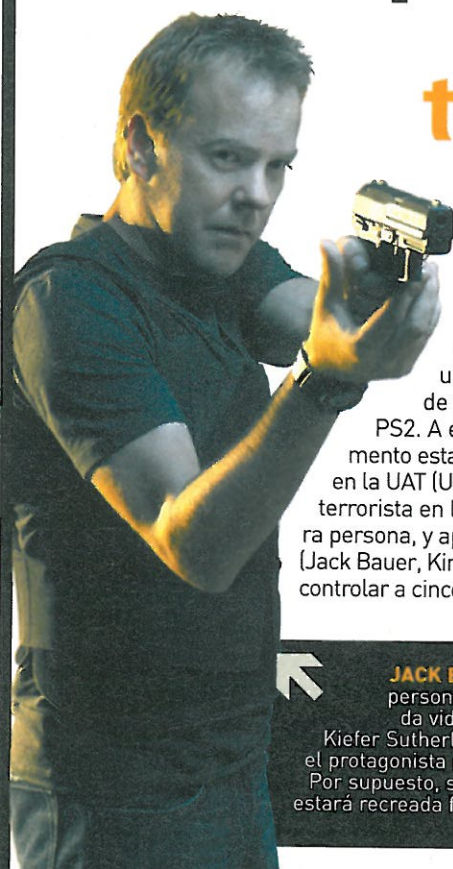 t
u
de
PS2. A e
mento esta
en la UAT (U
terrorista en l
ra persona, y ap
(Jack Bauer, Kim
controlar a cinco
JACK B
person
da vid
Kiefer Sutherl
el protagonista
Por supuesto, s
estará recreada f